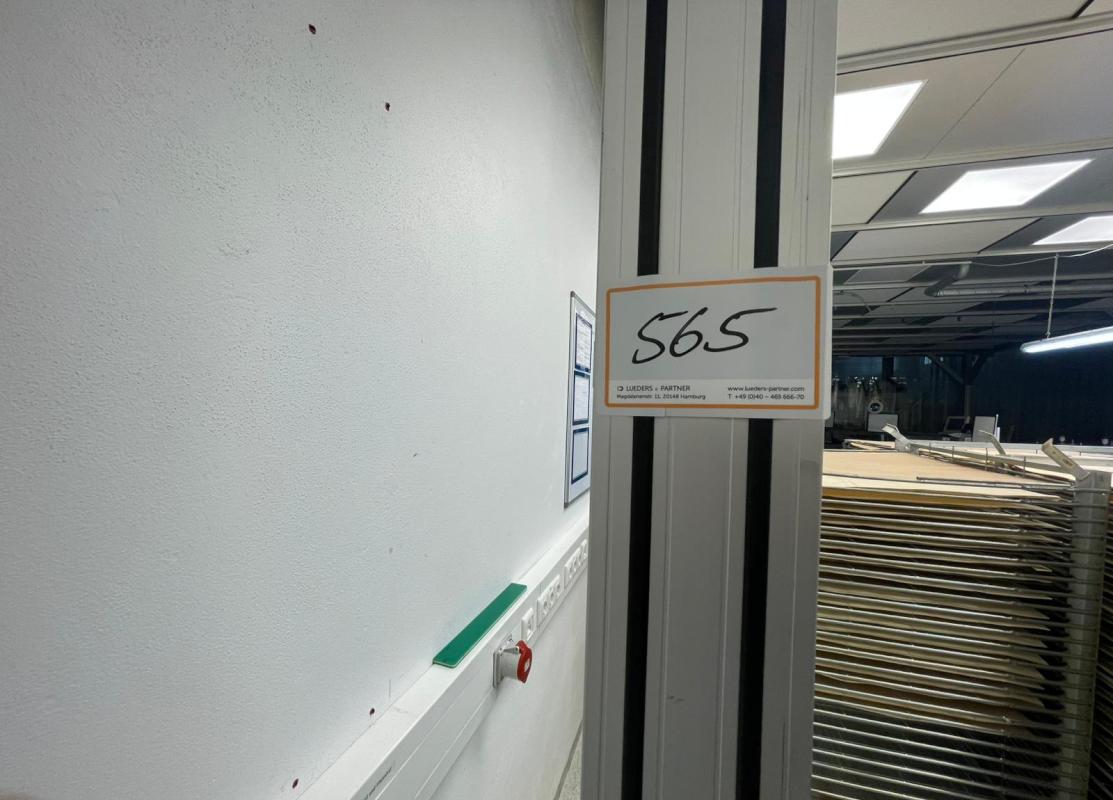 565
LUEDERS & PARTNER
Magdalenenstr. 11, 20148 Hamburg
www.lueders-partner.com
T +49 (0)40 – 469 666-70